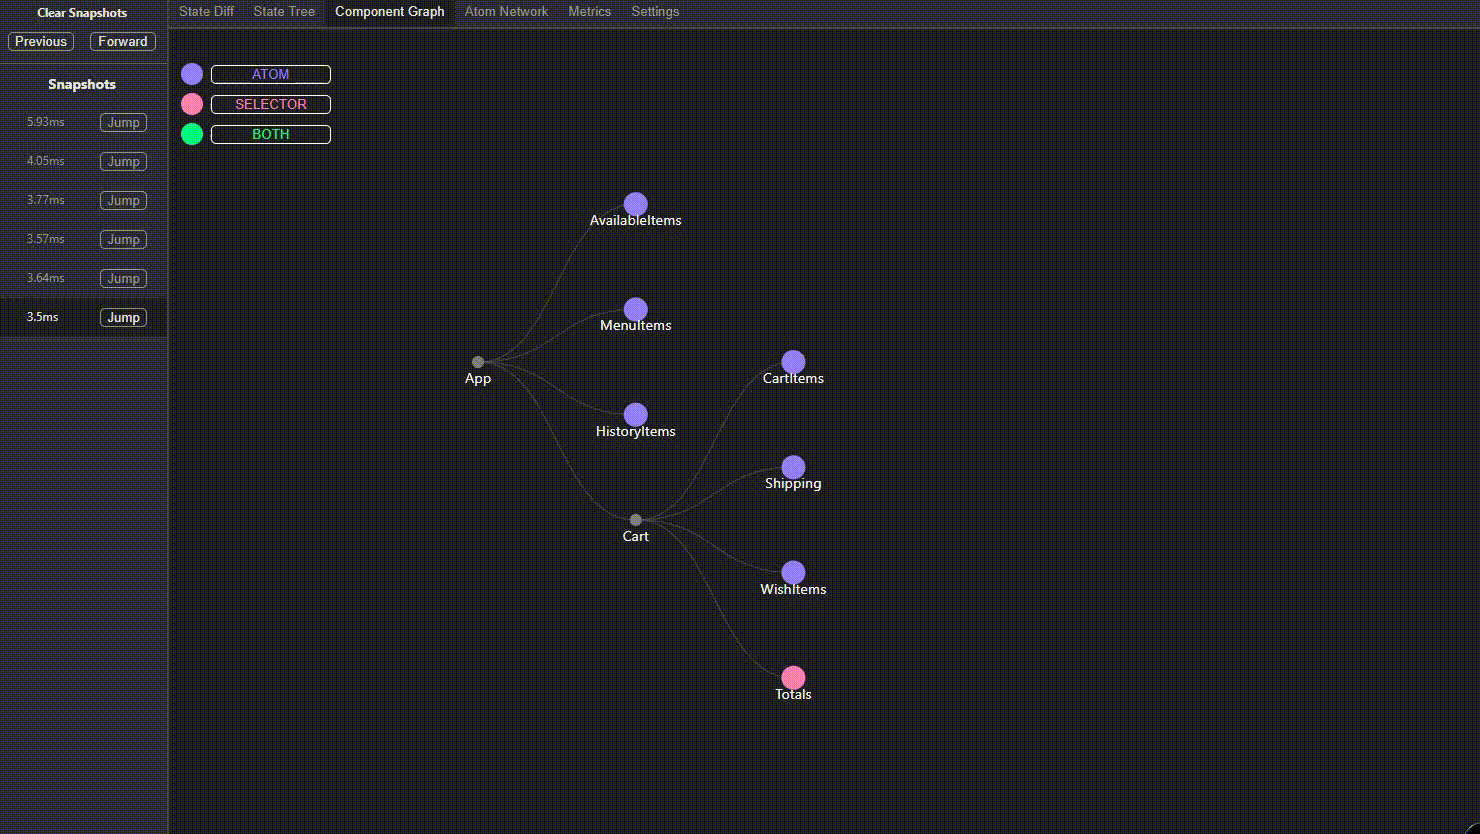 Clear Snapshots
Previous Forward
Snapshots
5.93ms Jump
4.05ms Jump
3.77ms Jump
3.57ms Jump
3.64ms Jump
3.5ms Jump
State Diff State Tree Component Graph Atom Network Metrics Settings
ATOM
SELECTOR
BOTH
AvailableItems
MenuItems
App
CartItems
HistoryItems
Shipping
Cart
WishItems
Totals